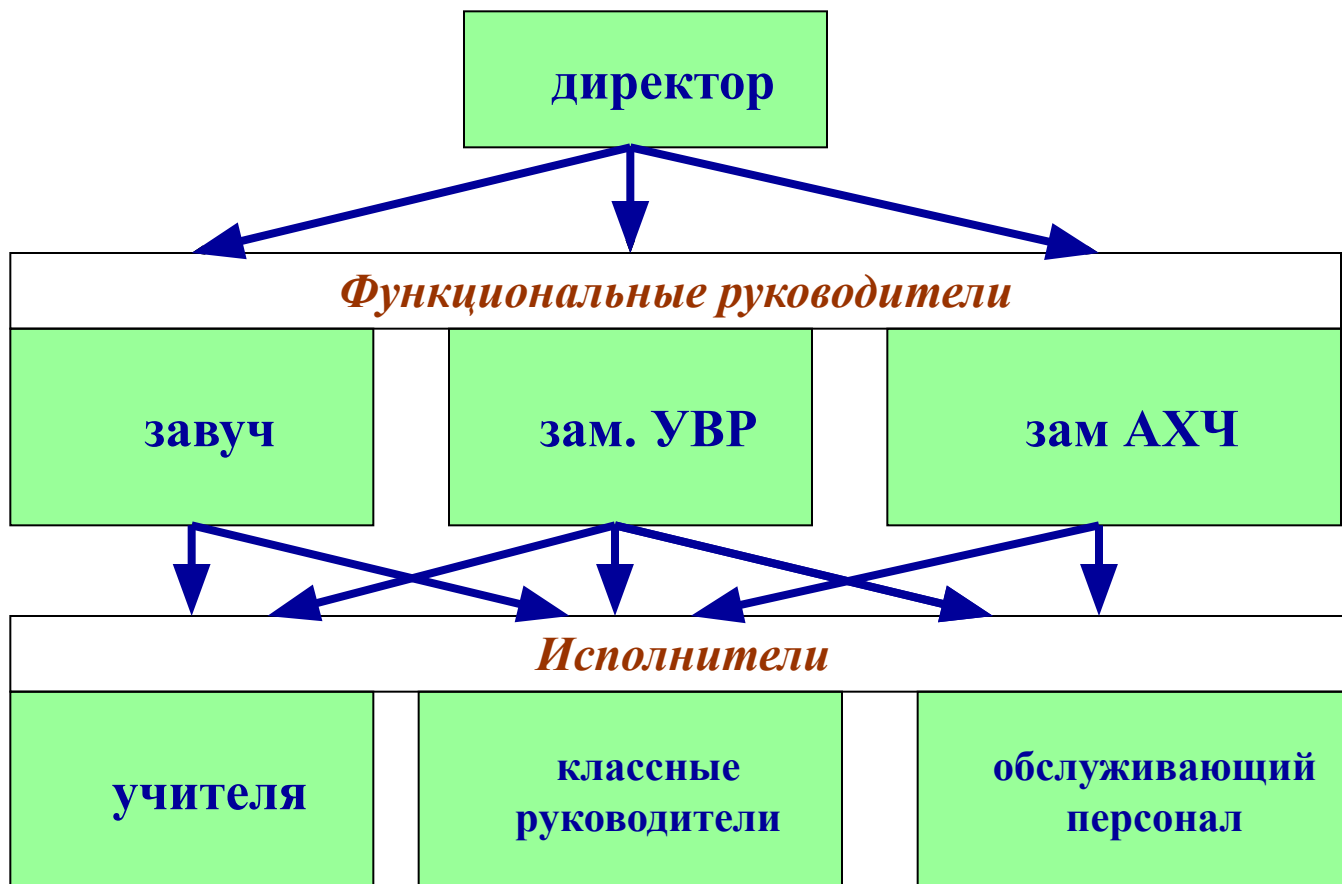 директор
Функциональные руководители
завуч
зам. УВР
зам АХЧ
Исполнители
учителя
классные
руководители
обслуживающий
персонал